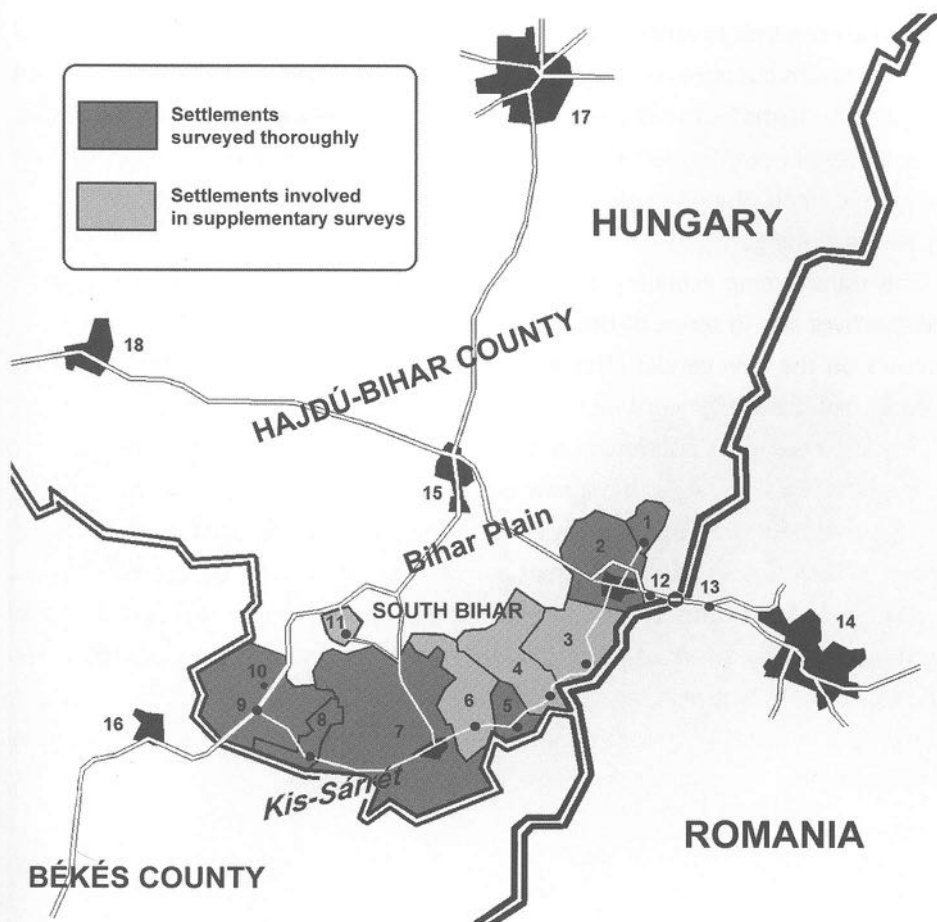 Settlements
surveyed thoroughly
Settlements involved
in supplementary surveys
17
HUNGARY
18
HAJDÚ-BIHAR COUNTY
15
Bihar Plain
1
2
12
13
SOUTH BIHAR
11
3
14
4
10
9
16
8
7
6
5
Kis-Sárrét
ROMANIA
BÉKÉS COUNTY